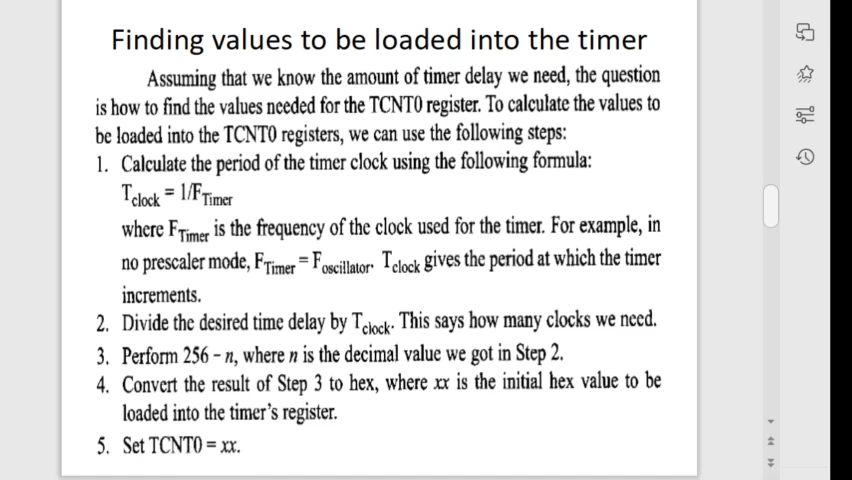 Finding values to be loaded into the timer
Assuming that we know the amount of timer delay we need, the question
is how to find the values needed for the TCNT0 register. To calculate the values to
be loaded into the TCNT0 registers, we can use the following steps:
1. Calculate the period of the timer clock using the following formula:
Tclock = 1/FTimer
where FTimer is the frequency of the clock used for the timer. For example, in
no prescaler mode, FTimer = Foscillator. Tclock gives the period at which the timer
increments.
2. Divide the desired time delay by Tclock. This says how many clocks we need.
3. Perform 256 – n, where n is the decimal value we got in Step 2.
4. Convert the result of Step 3 to hex, where xx is the initial hex value to be
loaded into the timer's register.
5. Set TCNT0 = xx.